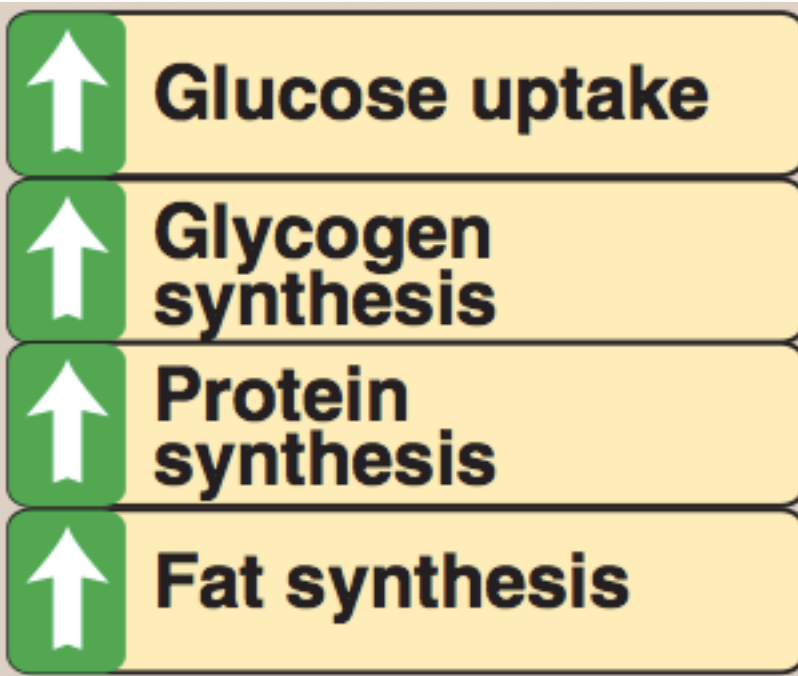 Glucose uptake
Glycogen
synthesis
Protein
synthesis
Fat synthesis